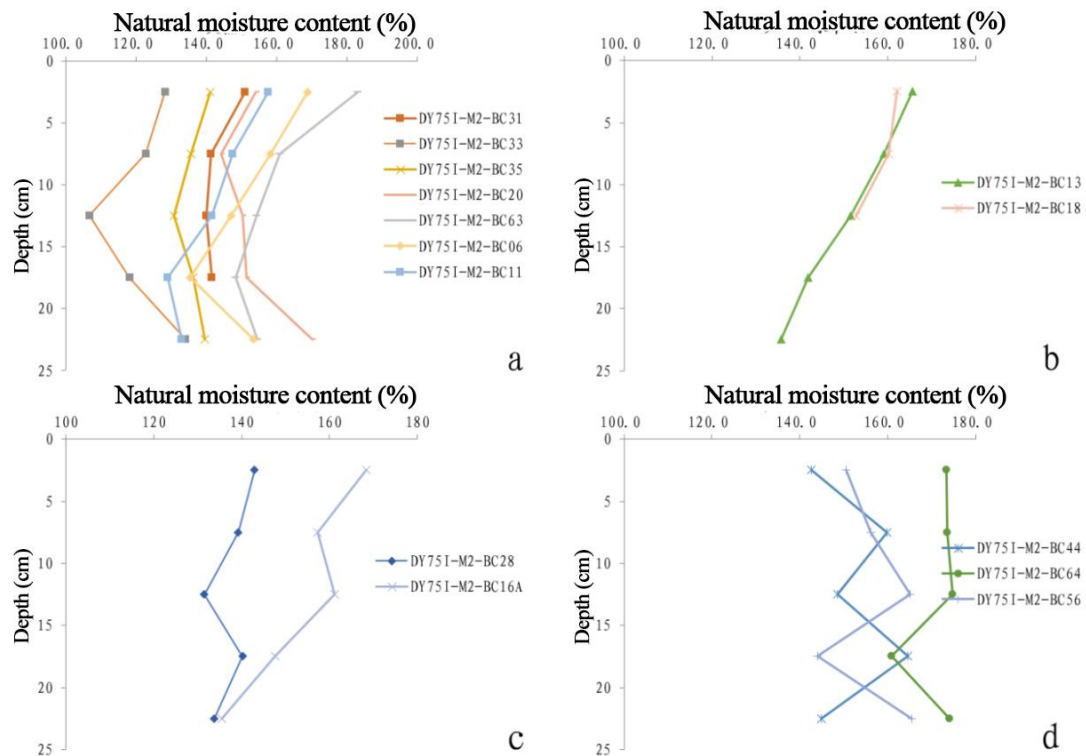 Natural moisture content (%)
100. 0 120. 0 140. 0 160. 0 180. 0 200. 0
0
5
10
15
20
25
Depth (cm)
DY75I-M2-BC31
DY75I-M2-BC33
DY75I-M2-BC35
DY75I-M2-BC20
DY75I-M2-BC63
DY75I-M2-BC06
DY75I-M2-BC11
a
Natural moisture content (%)
100. 0 120. 0 140. 0 160. 0 180. 0
0
5
10
15
20
25
Depth (cm)
DY75I-M2-BC13
DY75I-M2-BC18
b
Natural moisture content (%)
100 120 140 160 180
0
5
10
15
20
25
Depth (cm)
DY75I-M2-BC28
DY75I-M2-BC16A
c
Natural moisture content (%)
100. 0 120. 0 140. 0 160. 0 180. 0
0
5
10
15
20
25
Depth (cm)
DY75I-M2-BC44
DY75I-M2-BC64
DY75I-M2-BC56
d